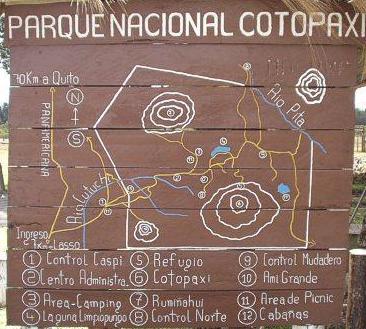 PARQUE NACIONAL COTOPAXI
70Km a Quito
N
S
PANAMERICANA
Rio Pita
Rio Cutuchi
Ingreso
1Km-Lasso
1 Control Caspi
2 Centro Administra.
3 Area-Camping
4 Laguna Limpiopungo
5 Refugio
6 Cotopaxi
7 Rumiñahui
8 Control Norte
9 Control Mudadero
10 Ami Grande
11 Area de Picnic
12 Cabañas